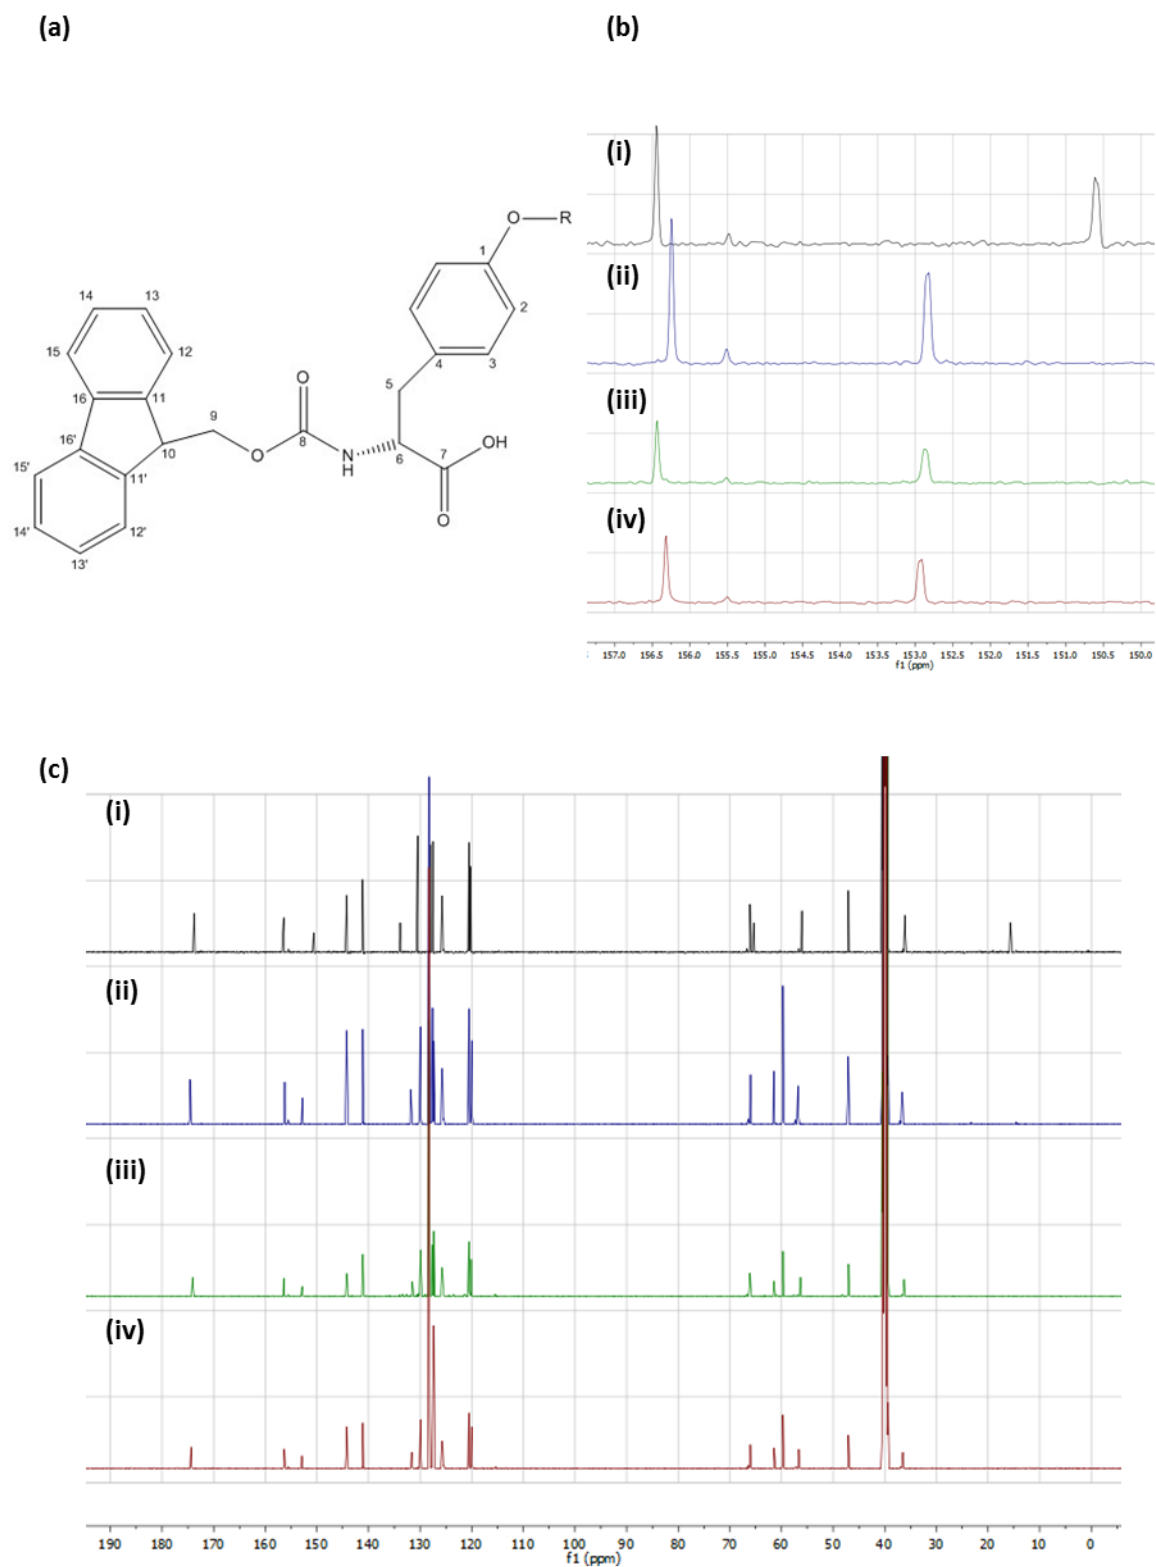 (a)
(b)
O
R
1
2
3
4
5
6
7
8
9
10
11
11'
12
12'
13
13'
14
14'
15
15'
16
16'
O
O
N
H
OH
O
(i)
(ii)
(iii)
(iv)
157.0 156.5 156.0 155.5 155.0 154.5 154.0 153.5 153.0 152.5 152.0 151.5 151.0 150.5 150.0
f1 (ppm)
(c)
(i)
(ii)
(iii)
(iv)
190 180 170 160 150 140 130 120 110 100 90 80 70 60 50 40 30 20 10 0
f1 (ppm)